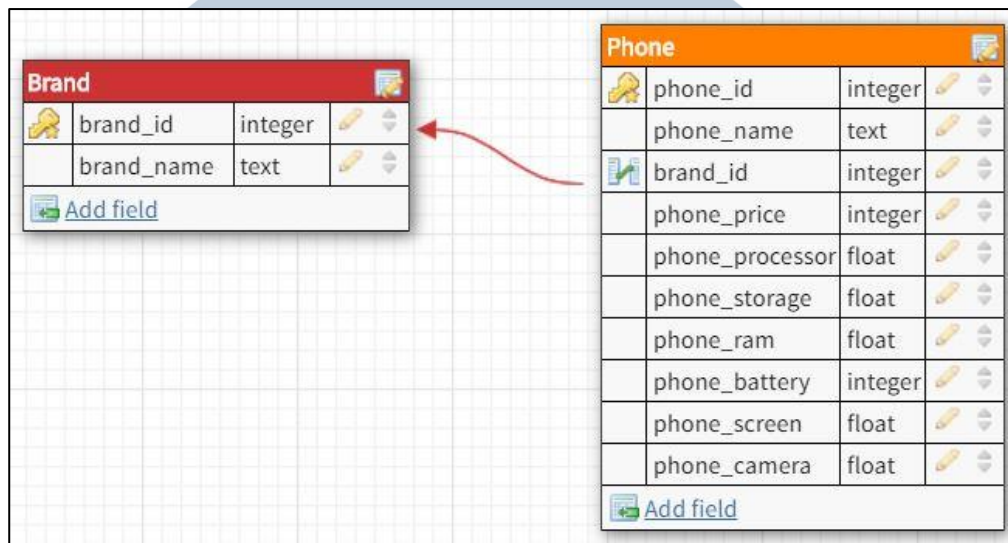 Brand
brand_id integer
brand_name text
Add field
Phone
phone_id integer
phone_name text
brand_id integer
phone_price integer
phone_processor float
phone_storage float
phone_ram float
phone_battery integer
phone_screen float
phone_camera float
Add field